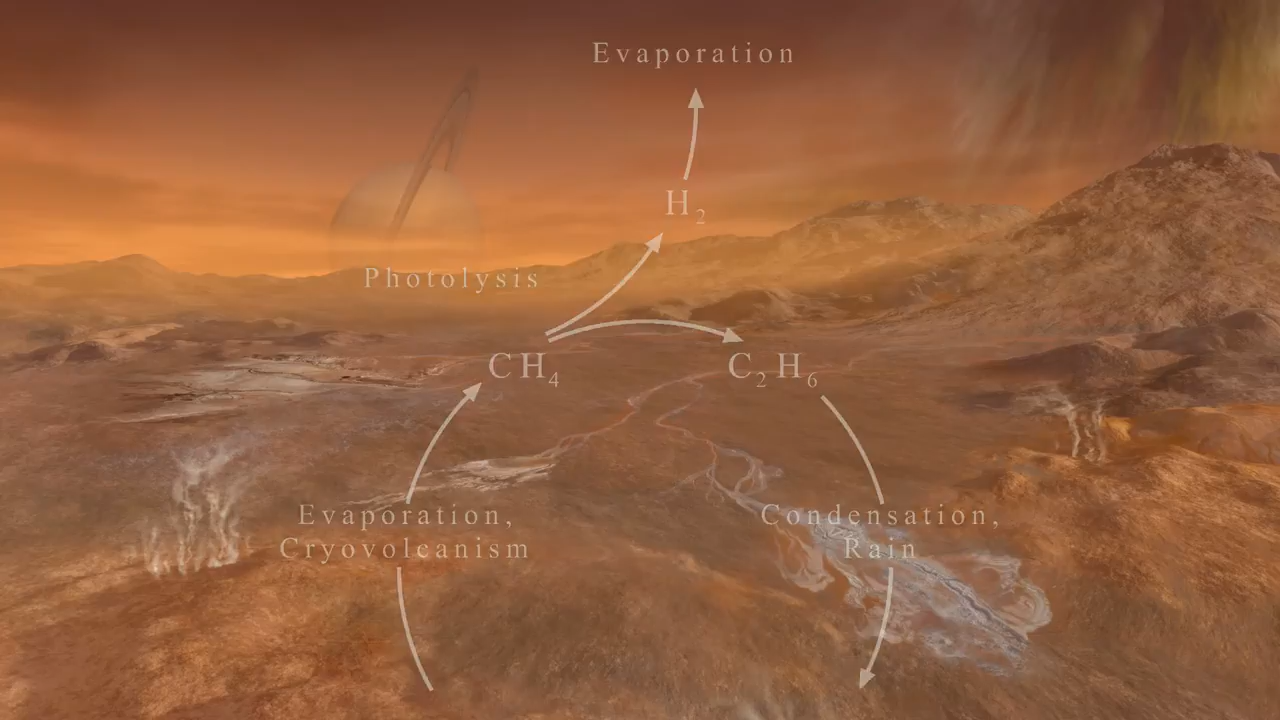 Evaporation
H₂
Photolysis
CH₄
C₂H₆
Evaporation,
Cryovolcanism
Condensation,
Rain